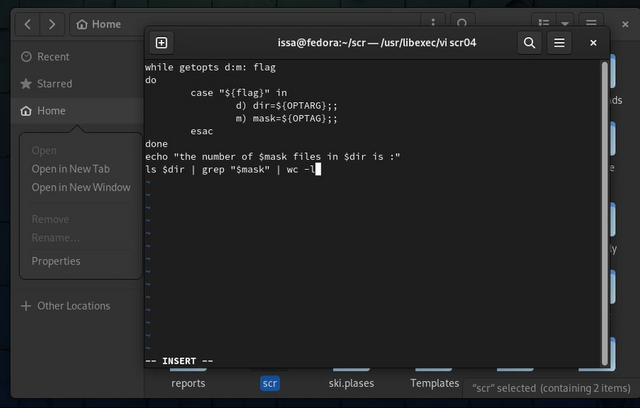 Home
issa@fedora:~/scr — /usr/libexec/vi scr04
Recent
Starred
Home
Open
Open in New Tab
Open in New Window
Remove
Rename…
Properties
Other Locations
while getopts d:m: flag
do
case "${flag}" in
d) dir=${OPTARG};;
m) mask=${OPTAG};;
esac
done
echo "the number of $mask files in $dir is :"
ls $dir | grep "$mask" | wc -l
~
~
~
~
~
~
~
~
~
~
~
~
~
~
-- INSERT --
reports
scr
ski.plases
Templates
"scr" selected (containing 2 items)